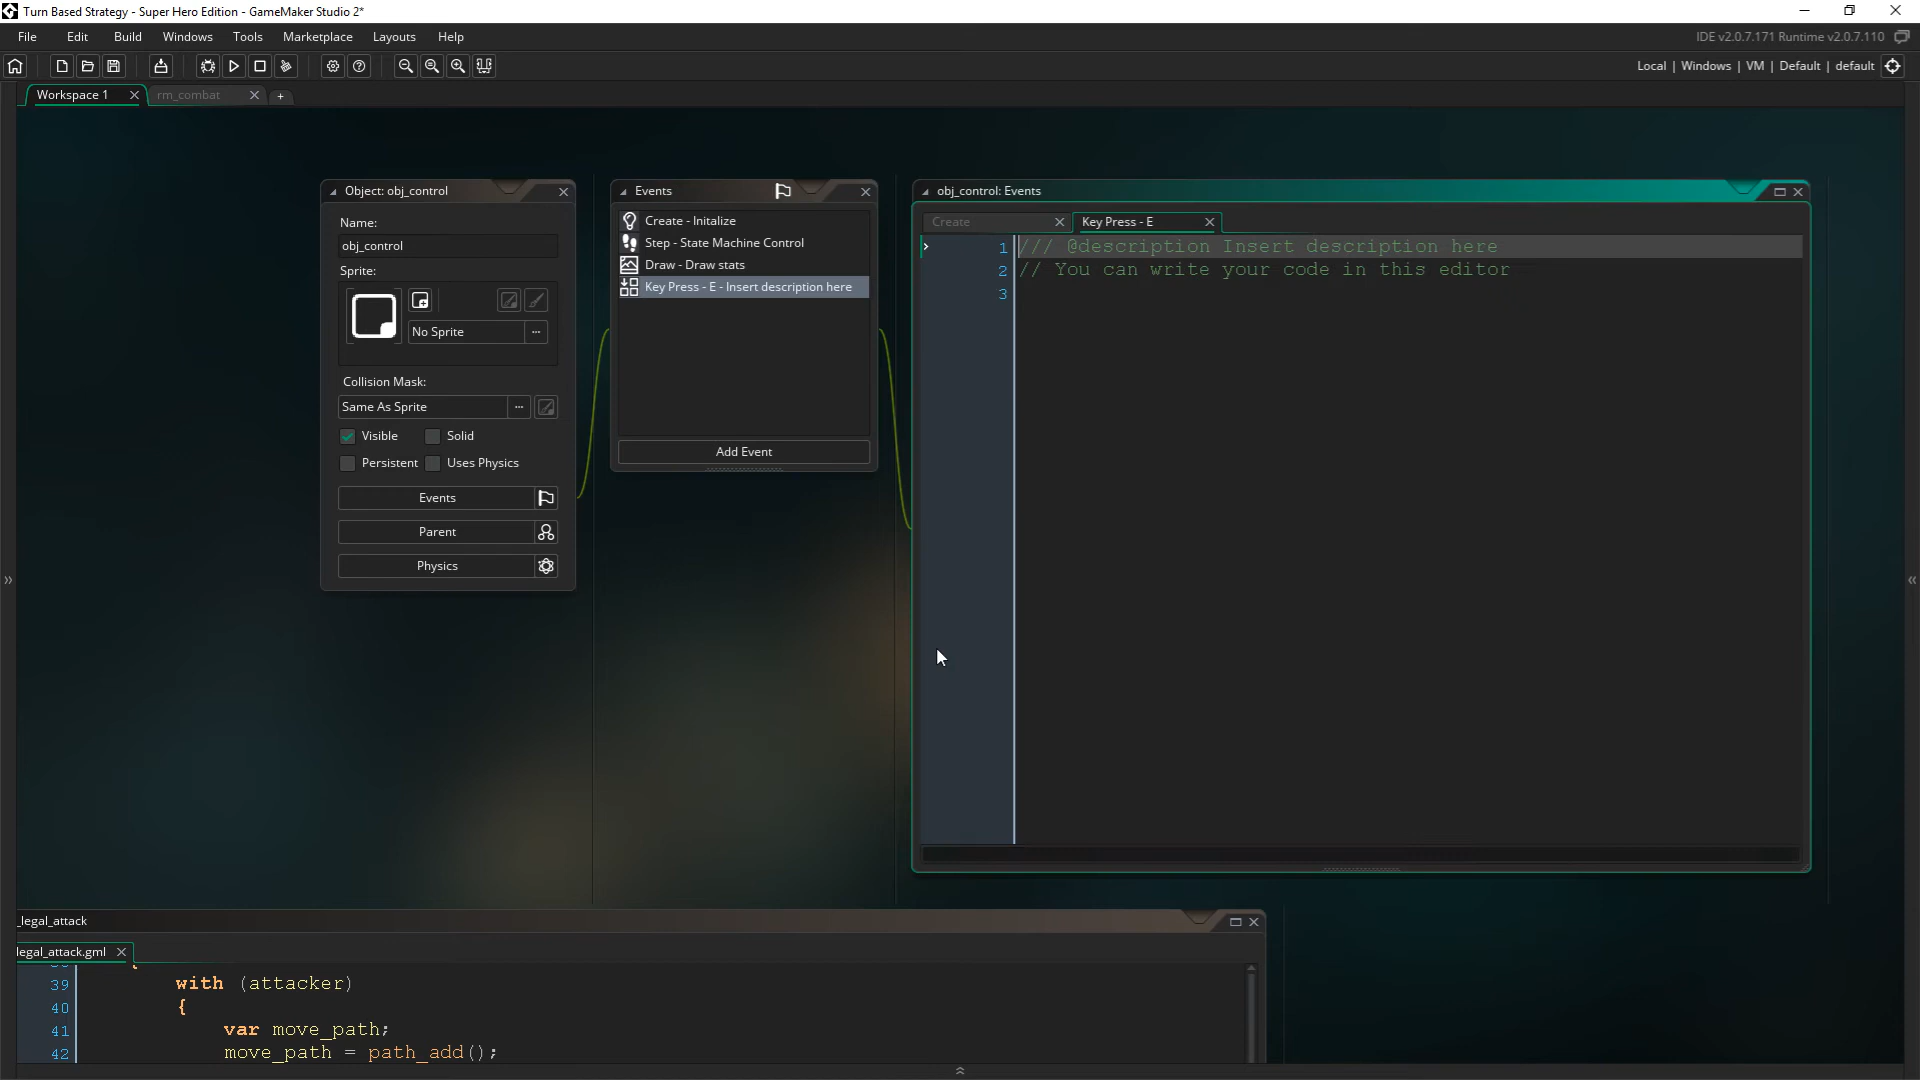 Turn Based Strategy - Super Hero Edition - GameMaker Studio 2*
File Edit Build Windows Tools Marketplace Layouts Help
IDE v2.0.7.171 Runtime v2.0.7.110
Local | Windows | VM | Default | default
Workspace 1
rm_combat
Object: obj_control
Name:
obj_control
Sprite:
No Sprite
Collision Mask:
Same As Sprite
Visible Solid
Persistent Uses Physics
Events
Parent
Physics
Events
Create - Initalize
Step - State Machine Control
Draw - Draw stats
Key Press - E - Insert description here
Add Event
obj_control: Events
Create
Key Press - E
1 /// @description Insert description here
2 // You can write your code in this editor
3
_legal_attack
legal_attack.gml
39 with (attacker)
40 {
41 var move_path;
42 move_path = path_add();